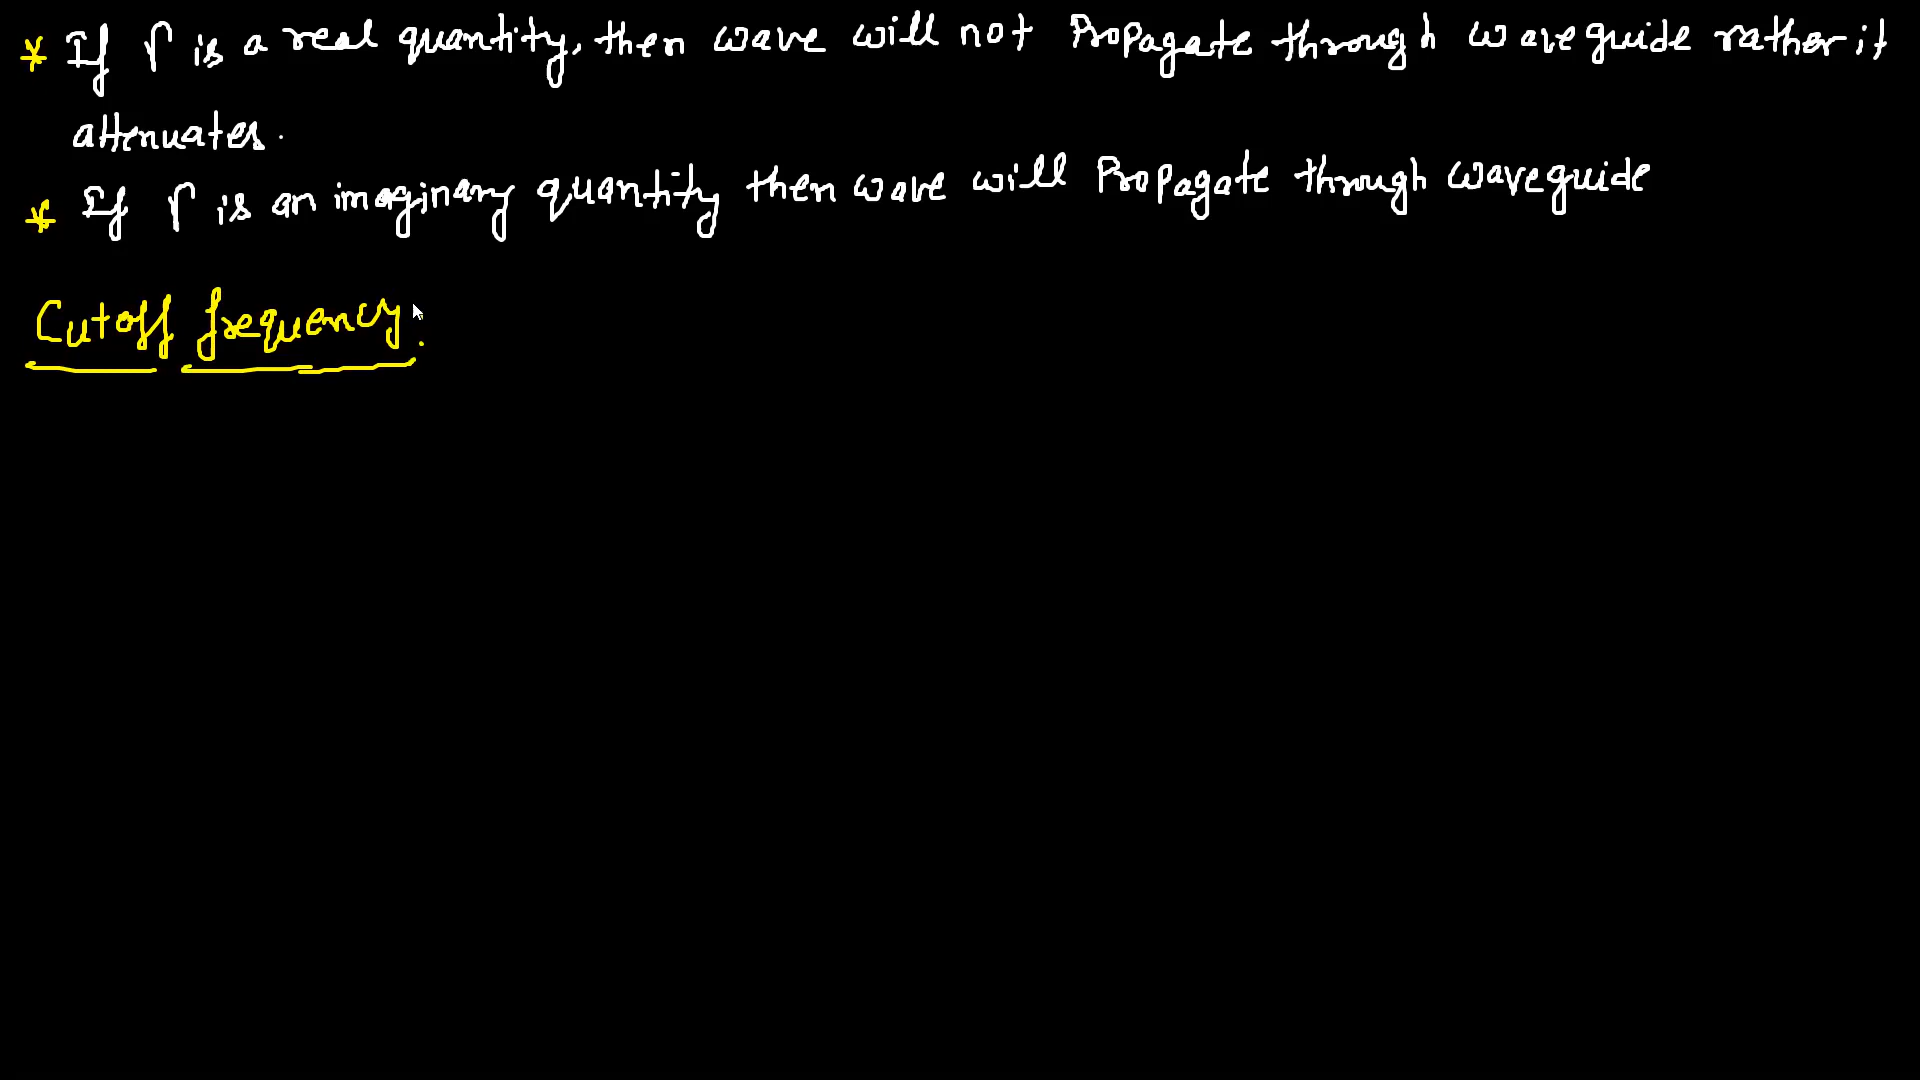 * If Γ is a real quantity, then wave will not Propagate through waveguide rather it
attenuates.
* If Γ is an imaginary quantity then wave will Propagate through waveguide
Cutoff frequency: